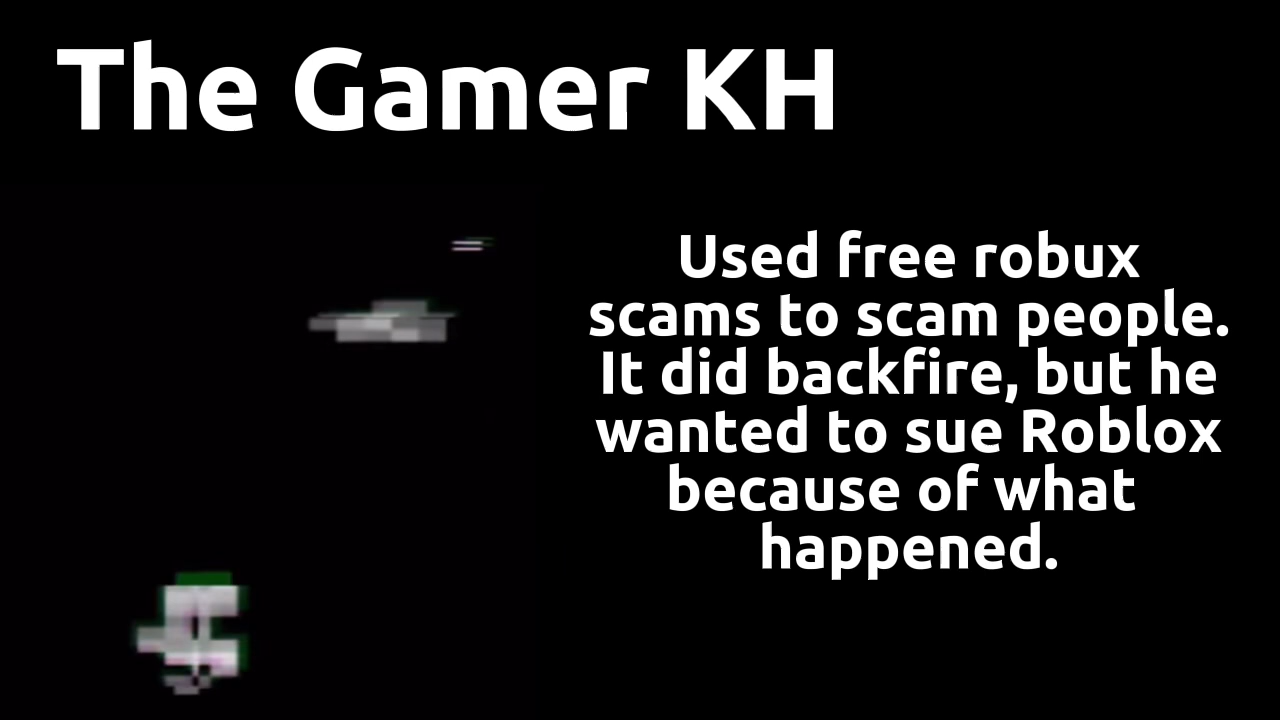 The Gamer KH
Used free robux
scams to scam people.
It did backfire, but he
wanted to sue Roblox
because of what
happened.